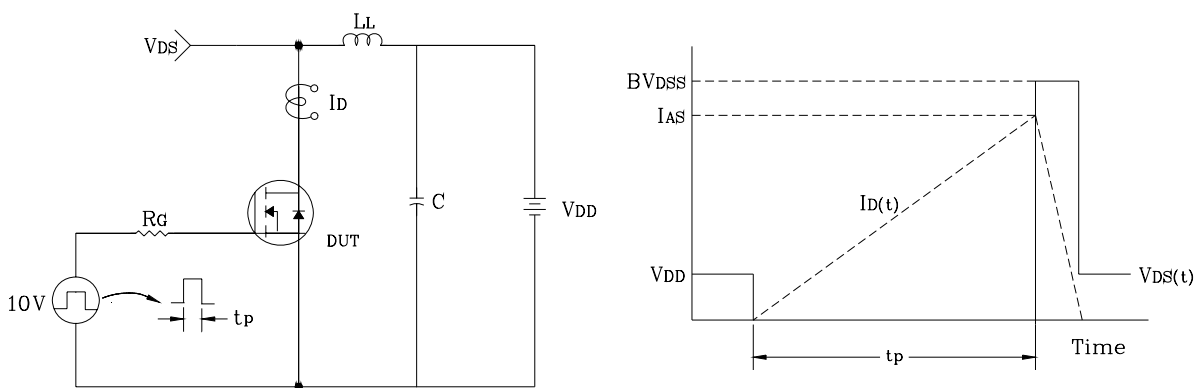 LL
VDS
ID
RG
DUT
C
VDD
10V
tp
BVDSS
IAS
ID(t)
VDD
VDS(t)
tp
Time